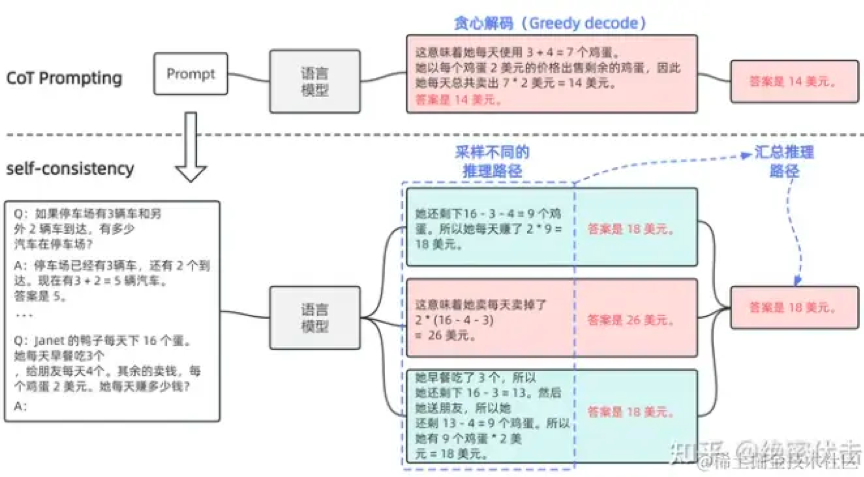 贪心解码（Greedy decode）
CoT Prompting
Prompt
语言
模型
这意味着她每天使用 3 + 4 = 7 个鸡蛋。
她以每个鸡蛋 2 美元的价格出售剩余的鸡蛋，因此
她每天总共卖出 7 * 2 美元 = 14 美元。
答案是 14 美元。
答案是 14 美元。
self-consistency
采样不同的
推理路径
汇总推理
路径
Q：如果停车场有3辆车和另
外 2 辆车到达，有多少
汽车在停车场？
A：停车场已经有3辆车，还有 2 个到
达。现在有3 + 2 = 5 辆汽车。
答案是 5。
...
Q：Janet 的鸭子每天下 16 个蛋。
她每天早餐吃3个
，给朋友每天4个。其余的卖钱，每
个鸡蛋 2 美元。她每天赚多少钱？
A：
语言
模型
她还剩下16 - 3 - 4 = 9 个鸡
蛋。所以她每天赚了 2 * 9 =
18 美元。
答案是 18 美元。
这意味着她卖每天卖掉了
2 * (16 - 4 - 3)
= 26 美元。
答案是 26 美元。
她早餐吃了 3 个，所以
她还剩下 16 - 3 = 13。然后
她送朋友，所以她
还剩 13 - 4 = 9 个鸡蛋。所以
她有 9 个鸡蛋 * 2 美
元 = 18 美元。
答案是 18 美元。
答案是 18 美元。
知乎 @绝密伏击
@稀土掘金技术社区